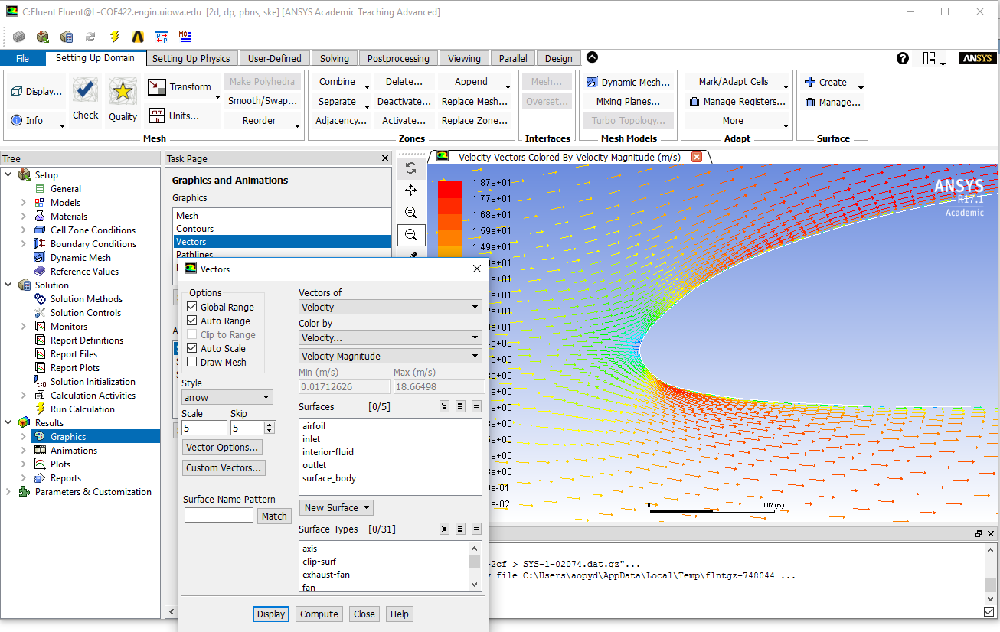 C:Fluent Fluent@L-COE422.engin.uiowa.edu [2d, dp, pbns, ske] [ANSYS Academic Teaching Advanced]
File Setting Up Domain Setting Up Physics User-Defined Solving Postprocessing Viewing Parallel Design ANSYS
Display... Check Quality Transform Make Polyhedra
Info Units... Smooth/Swap...
Reorder
Mesh
Combine Delete... Append
Separate Deactivate... Replace Mesh...
Adjacency... Activate... Replace Zone...
Zones
Mesh...
Overset...
Interfaces
Dynamic Mesh...
Mixing Planes...
Turbo Topology...
Mesh Models
Mark/Adapt Cells
Manage Registers...
More
Adapt
Create
Manage...
Surface
Tree
Setup
General
Models
Materials
Cell Zone Conditions
Boundary Conditions
Dynamic Mesh
Reference Values
Solution
Solution Methods
Solution Controls
Monitors
Report Definitions
Report Files
Report Plots
Solution Initialization
Calculation Activities
Run Calculation
Results
Graphics
Animations
Plots
Reports
Parameters & Customization
Task Page
Graphics and Animations
Graphics
Mesh
Contours
Vectors
Pathlines
Vectors
Options
Global Range
Auto Range
Clip to Range
Auto Scale
Draw Mesh
Style
arrow
Scale Skip
5 5
Vector Options...
Custom Vectors...
Surface Name Pattern
Match
Vectors of
Velocity
Color by
Velocity...
Velocity Magnitude
Min (m/s) Max (m/s)
0.01712626 18.66498
Surfaces [0/5]
airfoil
inlet
interior-fluid
outlet
surface_body
New Surface
Surface Types [0/31]
axis
clip-surf
exhaust-fan
fan
Display Compute Close Help
Velocity Vectors Colored By Velocity Magnitude (m/s)
1.87e+01
1.77e+01
1.68e+01
1.59e+01
1.49e+01
e+01
e+01
e+01
e+01
e+01
e+00
e+00
e+00
e+00
e+00
e+00
e+00
e+00
e+00
e-01
e-02
ANSYS
R17.1
Academic
0 0.02 (m)
-2cf > SYS-1-02074.dat.gz"...
file C:\Users\aopyd\AppData\Local\Temp\flntgz-748044 ...